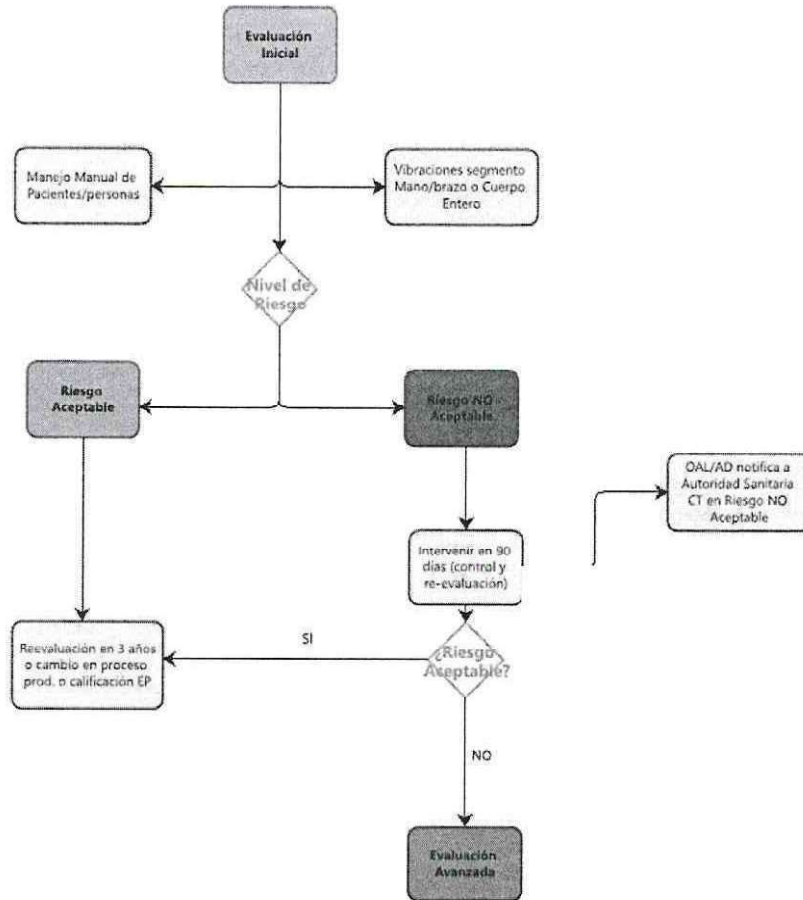 Evaluación
Inicial
Manejo Manual de
Pacientes/personas
Vibraciones segmento
Mano/brazo o Cuerpo
Entero
Nivel de
Riesgo
Riesgo
Aceptable
Riesgo NO
Aceptable
OAL/AD notifica a
Autoridad Sanitaria
CT en Riesgo NO
Aceptable
Intervenir en 90
días (control y
re-evaluación)
SI
¿Riesgo
Aceptable?
Reevaluación en 3 años
o cambio en proceso
prod. o calificación EP
NO
Evaluación
Avanzada